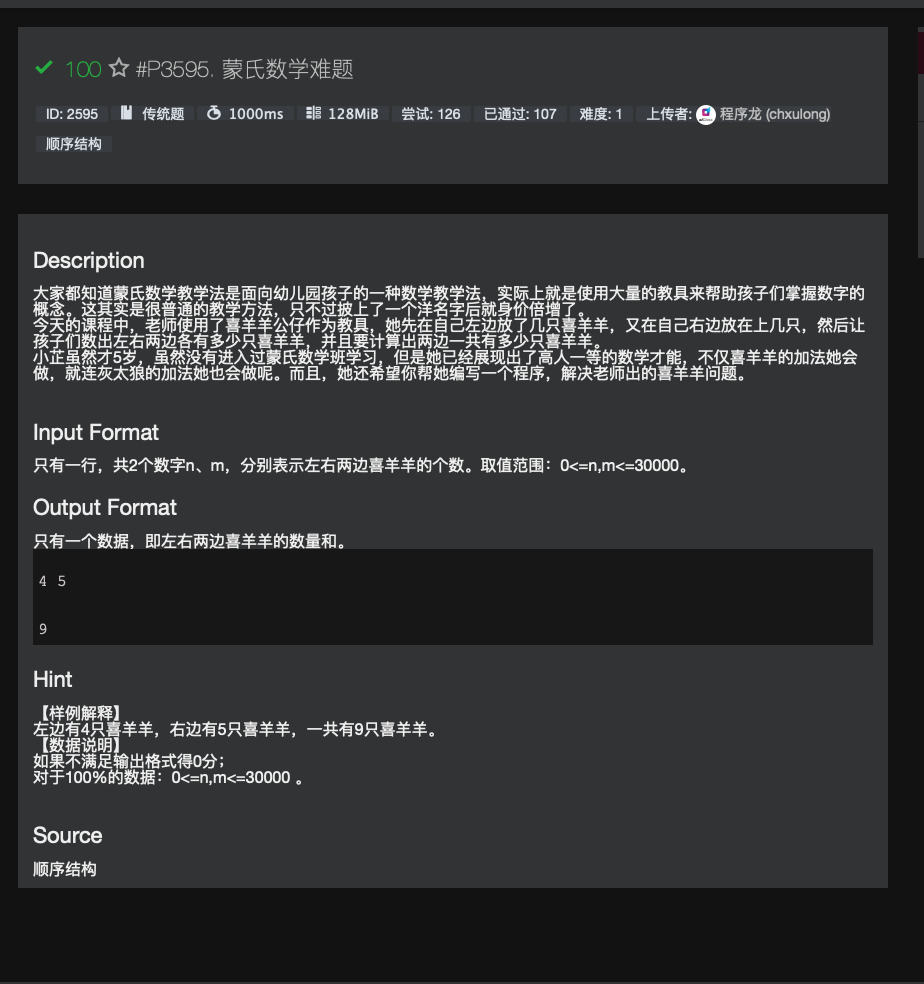 100 #P3595. 蒙氏数学难题
ID: 2595 传统题 1000ms 128MiB 尝试: 126 已通过: 107 难度: 1 上传者: 程序龙 (chxulong)
顺序结构
Description
大家都知道蒙氏数学教学法是面向幼儿园孩子的一种数学教学法，实际上就是使用大量的教具来帮助孩子们掌握数字的
概念。这其实是很普通的教学方法，只不过披上了一个洋名字后就身价倍增了。
今天的课程中，老师使用了喜羊羊公仔作为教具，她先在自己左边放了几只喜羊羊，又在自己右边放在上几只，然后让
孩子们数出左右两边各有多少只喜羊羊，并且要计算出两边一共有多少只喜羊羊。
小芷虽然才5岁，虽然没有进入过蒙氏数学班学习，但是她已经展现出了高人一等的数学才能，不仅喜羊羊的加法她会
做，就连灰太狼的加法她也会做呢。而且，她还希望你帮她编写一个程序，解决老师出的喜羊羊问题。
Input Format
只有一行，共2个数字n、m，分别表示左右两边喜羊羊的个数。取值范围：0<=n,m<=30000。
Output Format
只有一个数据，即左右两边喜羊羊的数量和。
4 5
9
Hint
【样例解释】
左边有4只喜羊羊，右边有5只喜羊羊，一共有9只喜羊羊。
【数据说明】
如果不满足输出格式得0分；
对于100%的数据：0<=n,m<=30000 。
Source
顺序结构